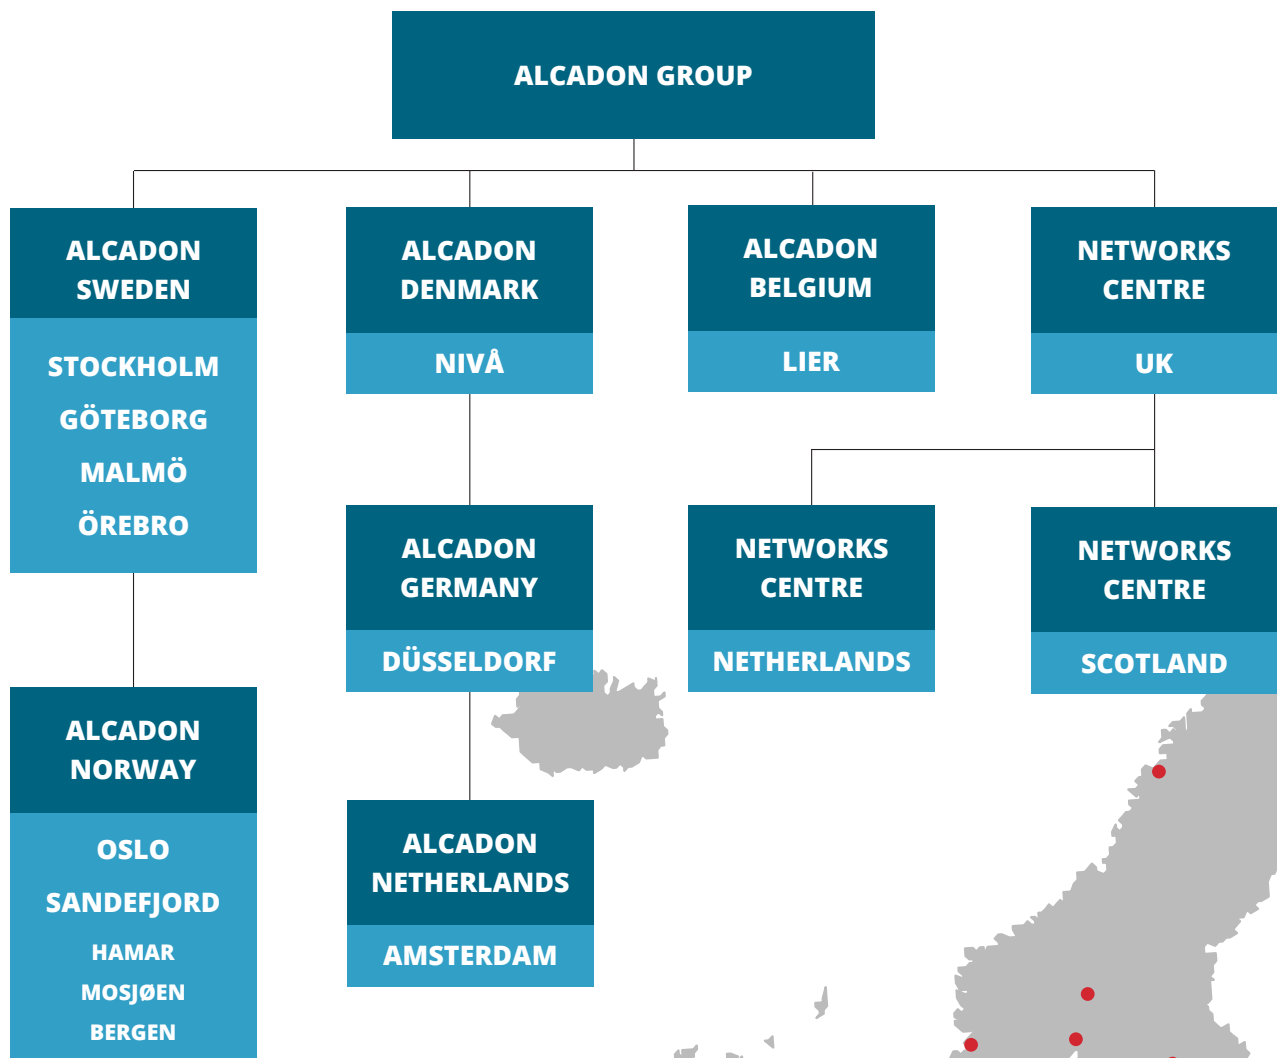 ALCADON GROUP
ALCADON
SWEDEN
STOCKHOLM
GÖTEBORG
MALMÖ
ÖREBRO
ALCADON
NORWAY
OSLO
SANDEFJORD
HAMAR
MOSJØEN
BERGEN
ALCADON
DENMARK
NIVÅ
ALCADON
GERMANY
DÜSSELDORF
ALCADON
NETHERLANDS
AMSTERDAM
ALCADON
BELGIUM
LIER
NETWORKS
CENTRE
UK
NETWORKS
CENTRE
NETHERLANDS
NETWORKS
CENTRE
SCOTLAND